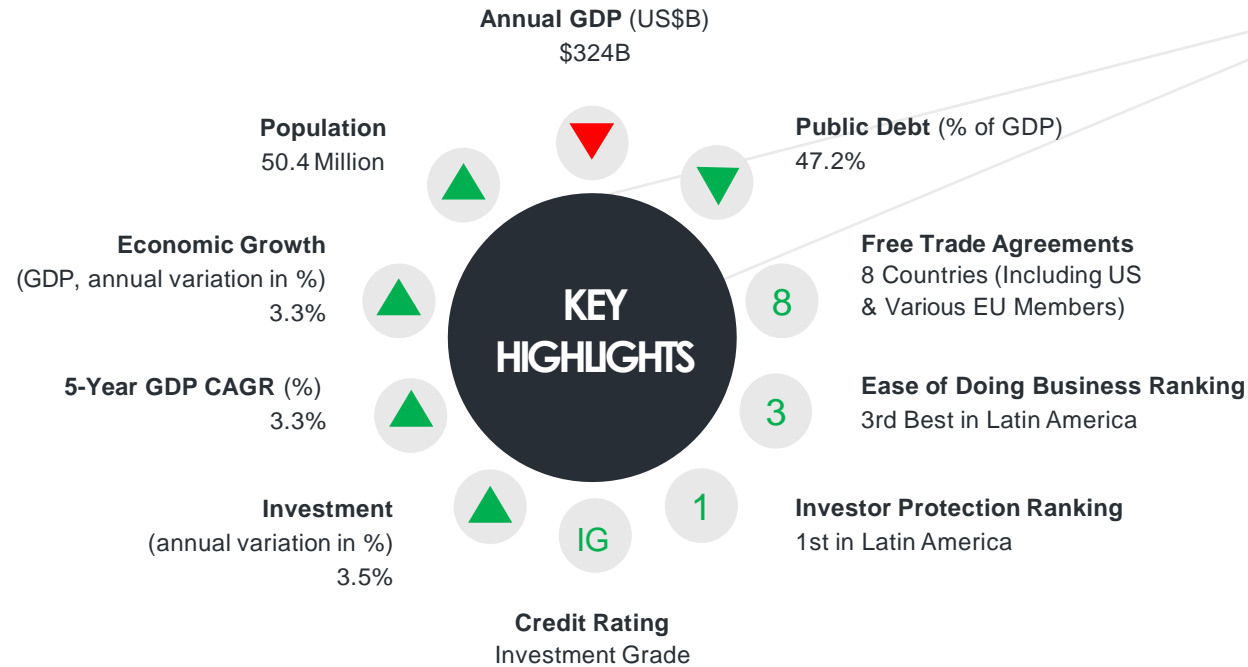 Annual GDP (US$B)
$324B
Population
50.4 Million
Public Debt (% of GDP)
47.2%
Economic Growth
(GDP, annual variation in %)
3.3%
Free Trade Agreements
8 Countries (Including US
& Various EU Members)
8
KEY
HIGHLIGHTS
5-Year GDP CAGR (%)
3.3%
Ease of Doing Business Ranking
3rd Best in Latin America
3
Investment
(annual variation in %)
3.5%
Investor Protection Ranking
1st in Latin America
1
IG
Credit Rating
Investment Grade